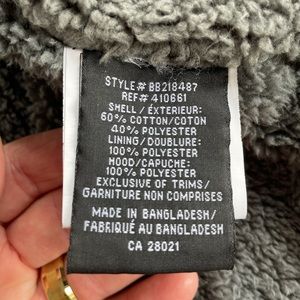 STYLE# BB218487
REF# 410661
SHELL / EXTÉRIEUR:
60% COTTON/COTON
40% POLYESTER
LINING/DOUBLURE:
100% POLYESTER
HOOD/CAPUCHE:
100% POLYESTER
EXCLUSIVE OF TRIMS/
GARNITURE NON COMPRISES
MADE IN BANGLADESH/
FABRIQUÉ AU BANGLADESH
CA 28021